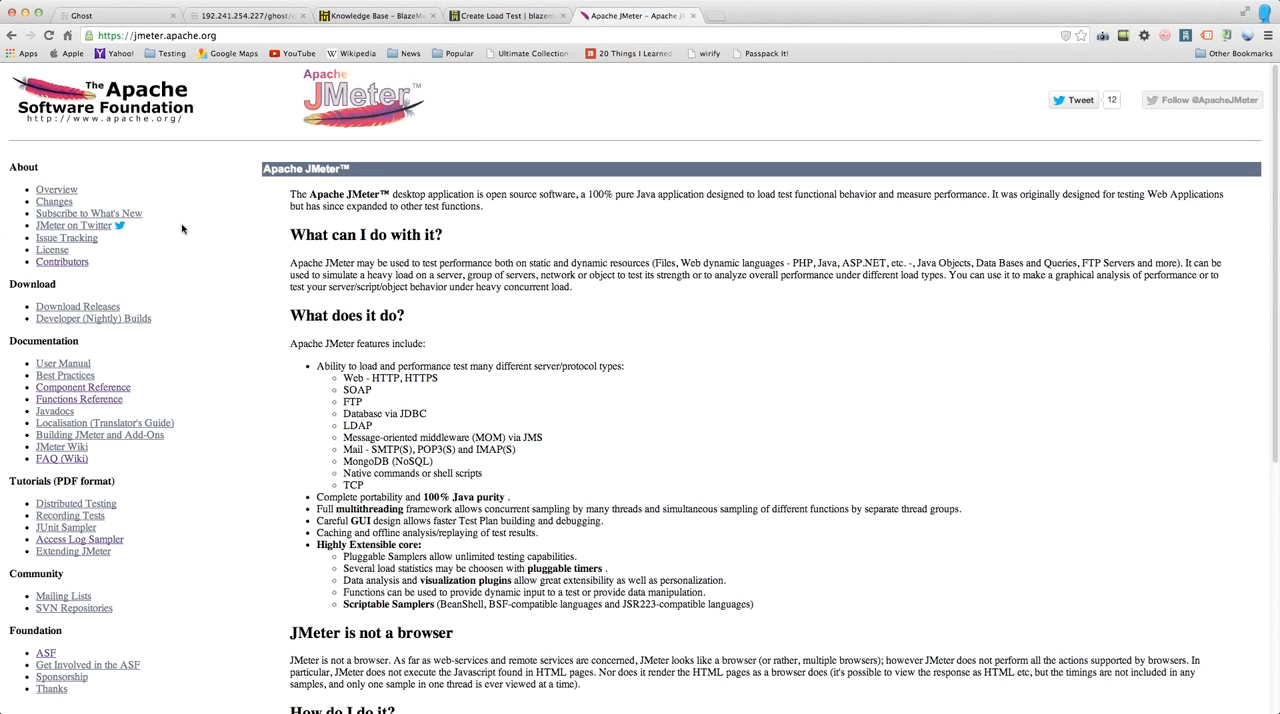 Ghost
192.241.254.227/ghost/e
Knowledge Base - BlazeMe
Create Load Test | blazem
Apache JMeter - Apache J
https://jmeter.apache.org
Apps
Apple
Yahoo!
Testing
Google Maps
YouTube
Wikipedia
News
Popular
Ultimate Collection
20 Things I Learned
wirify
Passpack It!
Other Bookmarks
The Apache
Software Foundation
http://www.apache.org/
Apache
JMeter™
Tweet
12
Follow @ApacheJMeter
About
Overview
Changes
Subscribe to What's New
JMeter on Twitter
Issue Tracking
License
Contributors
Download
Download Releases
Developer (Nightly) Builds
Documentation
User Manual
Best Practices
Component Reference
Functions Reference
Javadocs
Localisation (Translator's Guide)
Building JMeter and Add-Ons
JMeter Wiki
FAQ (Wiki)
Tutorials (PDF format)
Distributed Testing
Recording Tests
JUnit Sampler
Access Log Sampler
Extending JMeter
Community
Mailing Lists
SVN Repositories
Foundation
ASF
Get Involved in the ASF
Sponsorship
Thanks
Apache JMeter™
The Apache JMeter™ desktop application is open source software, a 100% pure Java application designed to load test functional behavior and measure performance. It was originally designed for testing Web Applications
but has since expanded to other test functions.
What can I do with it?
Apache JMeter may be used to test performance both on static and dynamic resources (Files, Web dynamic languages - PHP, Java, ASP.NET, etc. -, Java Objects, Data Bases and Queries, FTP Servers and more). It can be
used to simulate a heavy load on a server, group of servers, network or object to test its strength or to analyze overall performance under different load types. You can use it to make a graphical analysis of performance or to
test your server/script/object behavior under heavy concurrent load.
What does it do?
Apache JMeter features include:
Ability to load and performance test many different server/protocol types:
Web - HTTP, HTTPS
SOAP
FTP
Database via JDBC
LDAP
Message-oriented middleware (MOM) via JMS
Mail - SMTP(S), POP3(S) and IMAP(S)
MongoDB (NoSQL)
Native commands or shell scripts
TCP
Complete portability and 100% Java purity .
Full multithreading framework allows concurrent sampling by many threads and simultaneous sampling of different functions by separate thread groups.
Careful GUI design allows faster Test Plan building and debugging.
Caching and offline analysis/replaying of test results.
Highly Extensible core:
Pluggable Samplers allow unlimited testing capabilities.
Several load statistics may be choosen with pluggable timers .
Data analysis and visualization plugins allow great extensibility as well as personalization.
Functions can be used to provide dynamic input to a test or provide data manipulation.
Scriptable Samplers (BeanShell, BSF-compatible languages and JSR223-compatible languages)
JMeter is not a browser
JMeter is not a browser. As far as web-services and remote services are concerned, JMeter looks like a browser (or rather, multiple browsers); however JMeter does not perform all the actions supported by browsers. In
particular, JMeter does not execute the Javascript found in HTML pages. Nor does it render the HTML pages as a browser does (it's possible to view the response as HTML etc, but the timings are not included in any
samples, and only one sample in one thread is ever viewed at a time).
How do I do it?